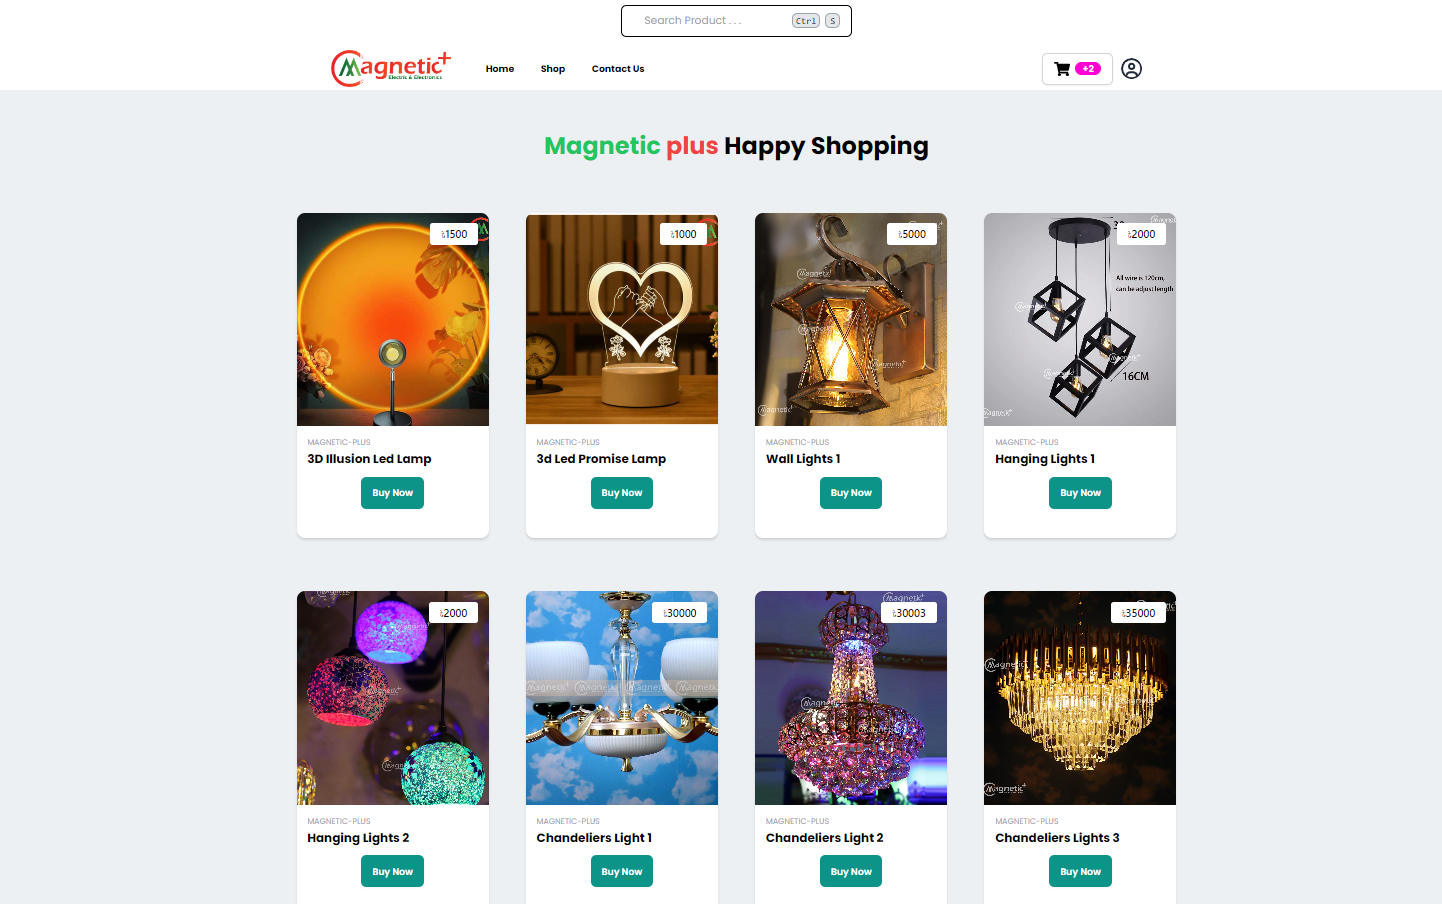 Search Product . . .
Ctrl S
Magnetic+
Electric & Electronics
Home Shop Contact Us
+2
Magnetic plus Happy Shopping
৳1500
৳1000
৳5000
৳2000
All wire is 120cm,
can be adjust length
16CM
MAGNETIC-PLUS
3D Illusion Led Lamp
Buy Now
MAGNETIC-PLUS
3d Led Promise Lamp
Buy Now
MAGNETIC-PLUS
Wall Lights 1
Buy Now
MAGNETIC-PLUS
Hanging Lights 1
Buy Now
৳2000
৳30000
৳30003
৳35000
MAGNETIC-PLUS
Hanging Lights 2
Buy Now
MAGNETIC-PLUS
Chandeliers Light 1
Buy Now
MAGNETIC-PLUS
Chandeliers Light 2
Buy Now
MAGNETIC-PLUS
Chandeliers Lights 3
Buy Now